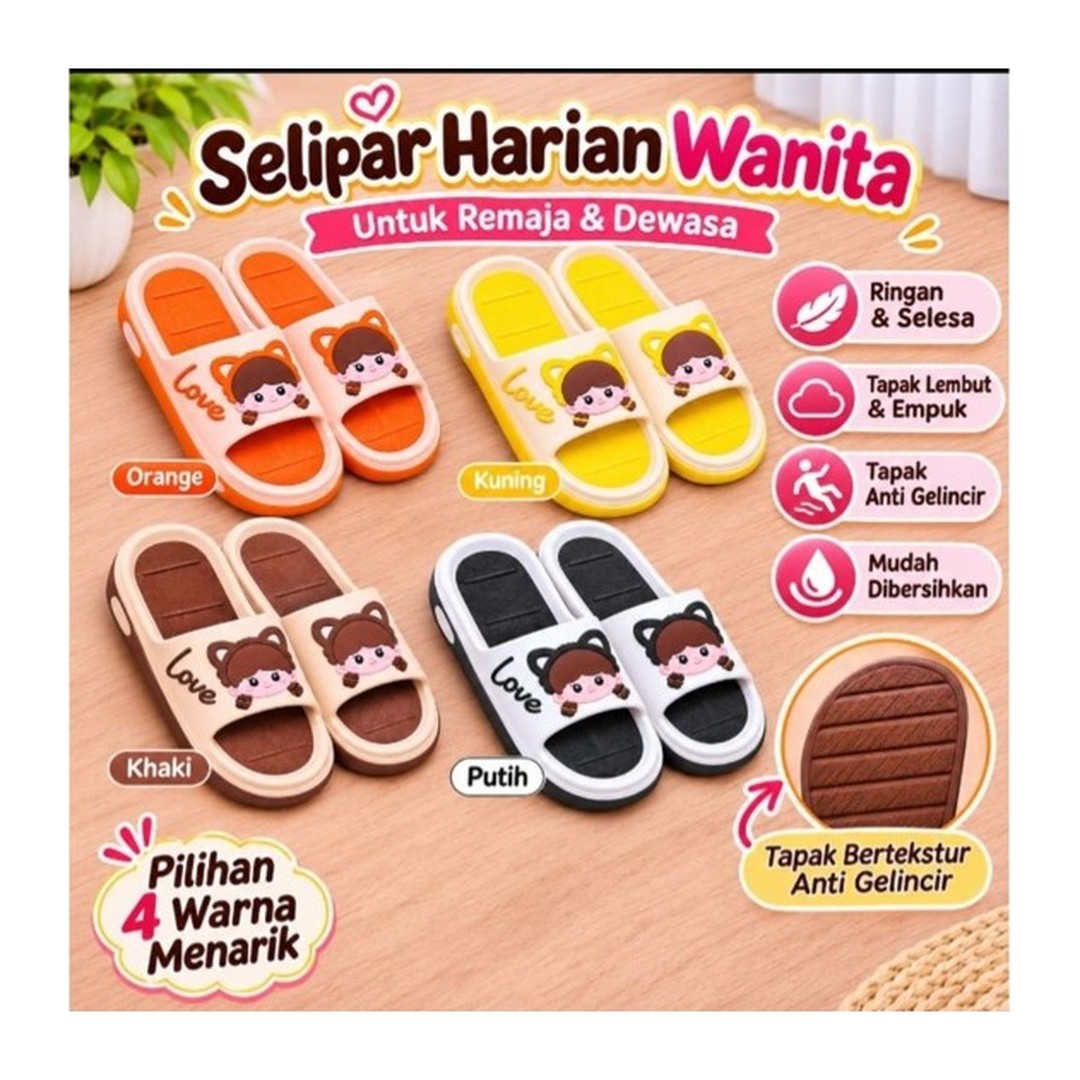 Selipar Harian Wanita
Untuk Remaja & Dewasa
Ringan
& Selesa
Tapak Lembut
& Empuk
Tapak
Anti Gelincir
Mudah
Dibersihkan
Love
Orange
Love
Kuning
Love
Khaki
Love
Putih
Tapak Bertekstur
Anti Gelincir
Pilihan
4 Warna
Menarik